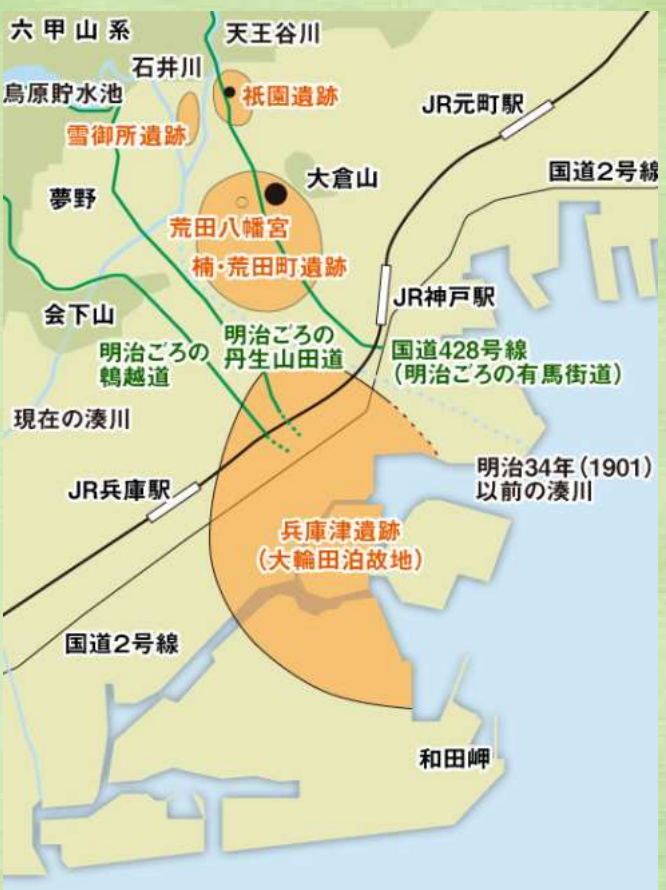 六甲山系
天王谷川
石井川
烏原貯水池
祇園遺跡
JR元町駅
雪御所遺跡
国道2号線
大倉山
夢野
荒田八幡宮
楠・荒田町遺跡
JR神戸駅
会下山
明治ごろの
鵯越道
明治ごろの
丹生山田道
国道428号線
(明治ごろの有馬街道)
現在の湊川
明治34年(1901)
以前の湊川
JR兵庫駅
兵庫津遺跡
(大輪田泊故地)
国道2号線
和田岬